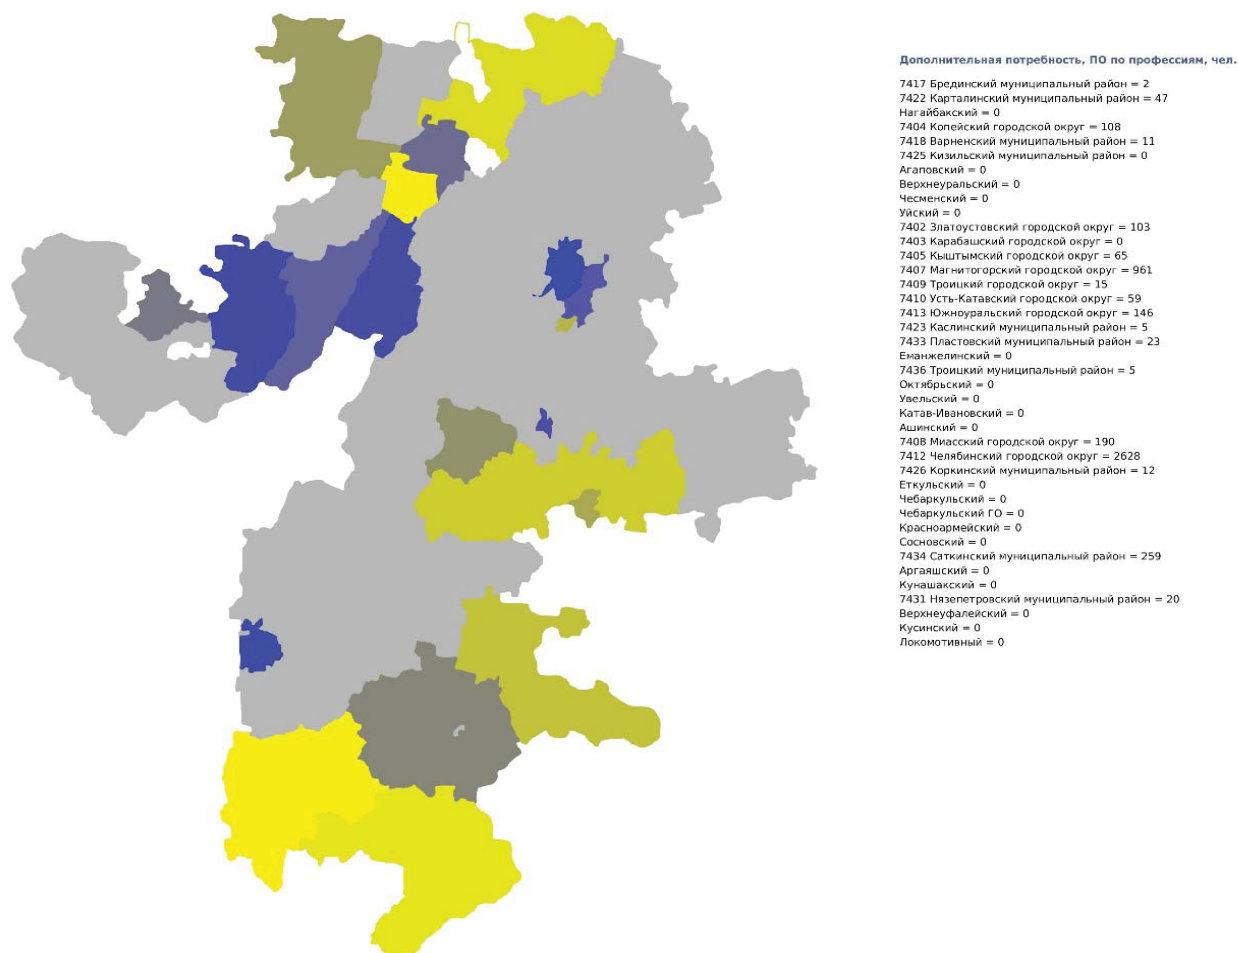 Дополнительная потребность, ПО по профессиям, чел.
7417 Брединский муниципальный район = 2
7422 Карталинский муниципальный район = 47
Нагайбакский = 0
7404 Копейский городской округ = 108
7418 Варненский муниципальный район = 11
7425 Кизильский муниципальный район = 0
Агаповский = 0
Верхнеуральский = 0
Чесменский = 0
Уйский = 0
7402 Златоустовский городской округ = 103
7403 Карабашский городской округ = 0
7405 Кыштымский городской округ = 65
7407 Магнитогорский городской округ = 961
7409 Троицкий городской округ = 15
7410 Усть-Катавский городской округ = 59
7413 Южноуральский городской округ = 146
7423 Каслинский муниципальный район = 5
7433 Пластовский муниципальный район = 23
Еманжелинский = 0
7436 Троицкий муниципальный район = 5
Октябрьский = 0
Увельский = 0
Катав-Ивановский = 0
Ашинский = 0
7408 Миасский городской округ = 190
7412 Челябинский городской округ = 2628
7426 Коркинский муниципальный район = 12
Еткульский = 0
Чебаркульский = 0
Чебаркульский ГО = 0
Красноармейский = 0
Сосновский = 0
7434 Саткинский муниципальный район = 259
Аргаяшский = 0
Кунашакский = 0
7431 Нязепетровский муниципальный район = 20
Верхнеуфалейский = 0
Кусинский = 0
Локомотивный = 0